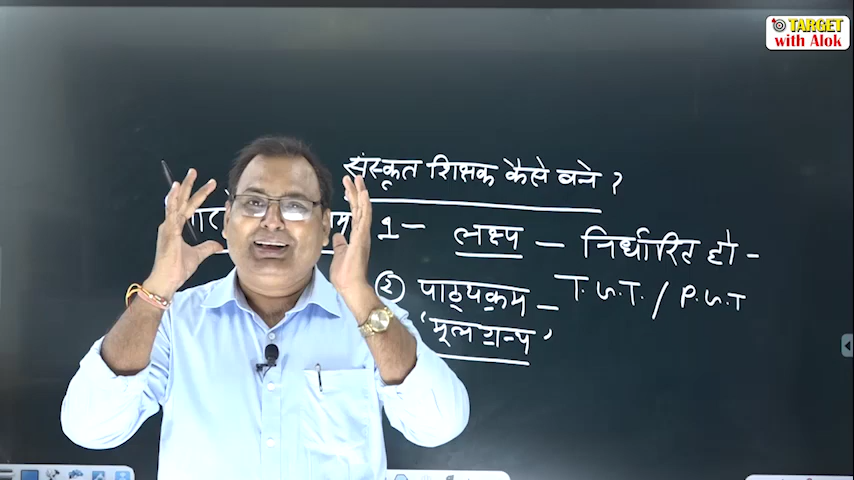 TARGET
with Alok
संस्कृत शिक्षक कैसे बने ?
1 – लक्ष्य – निर्धारित हो –
② पाठ्यक्रम – T.G.T. / P.G.T
'मूल ग्रन्थ'